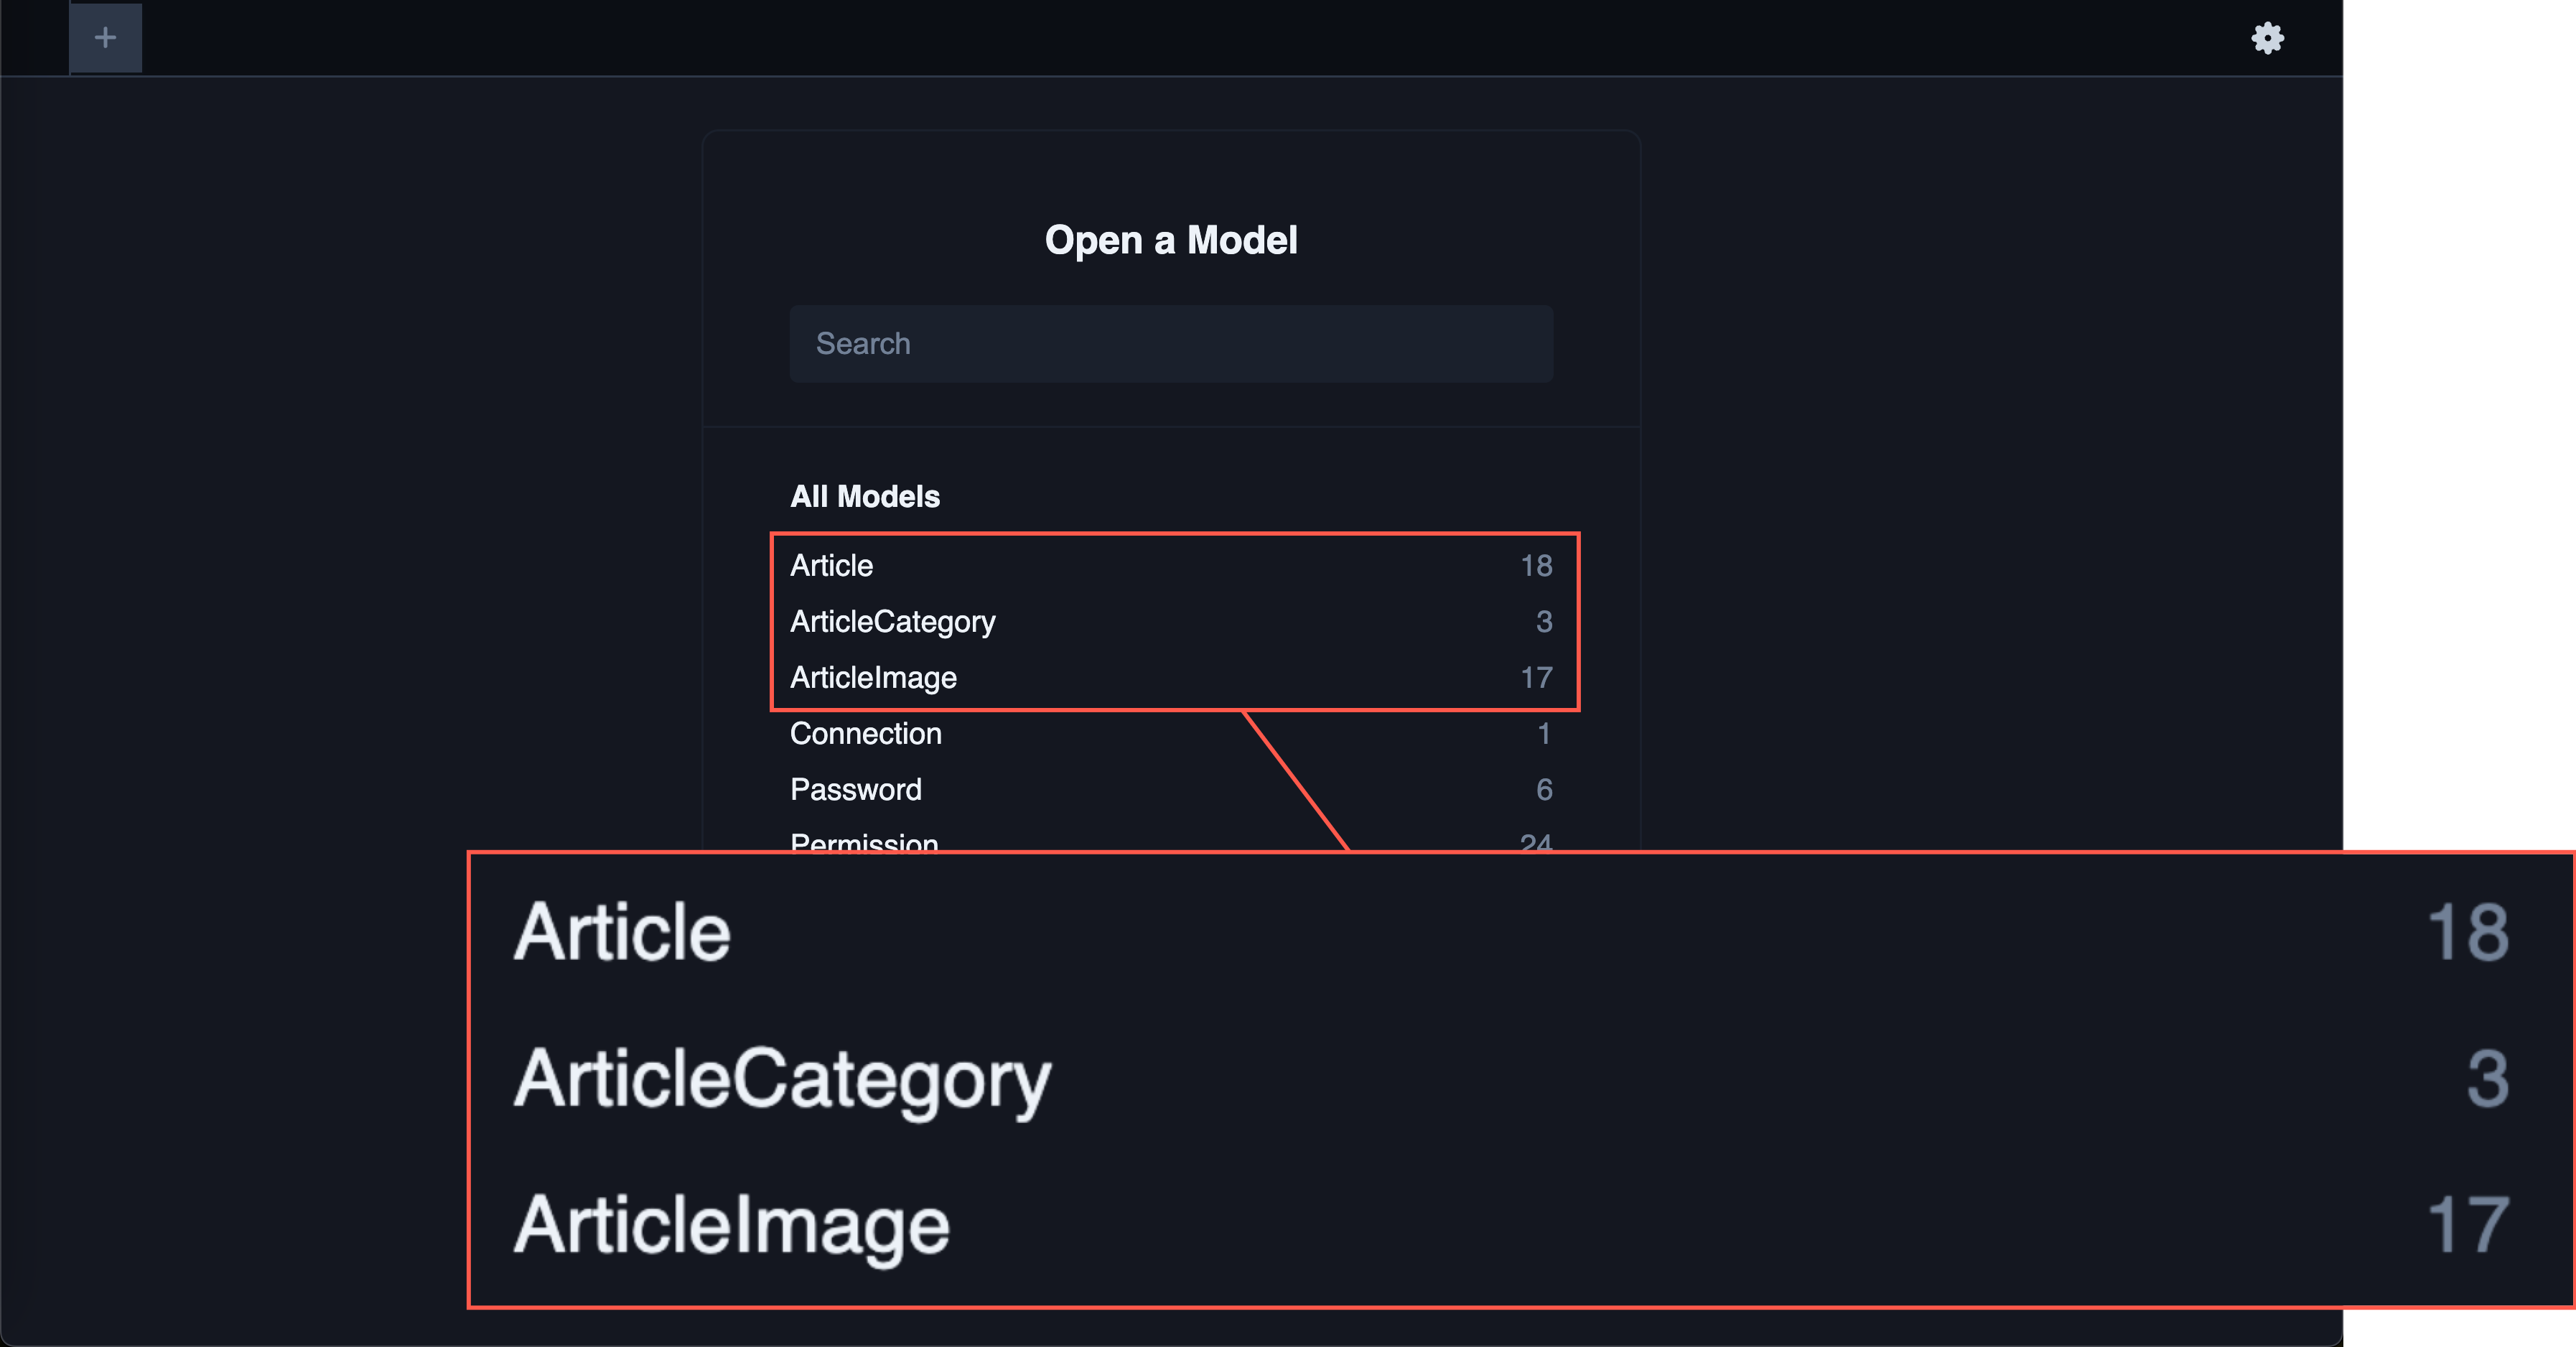 +
Open a Model
Search
All Models
Article 18
ArticleCategory 3
ArticleImage 17
Connection 1
Password 6
Permission 24
Article 18
ArticleCategory 3
ArticleImage 17